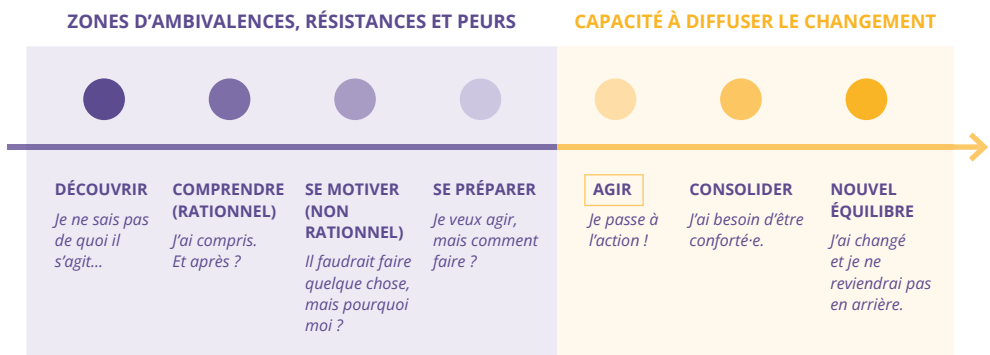 ZONES D’AMBIVALENCES, RÉSISTANCES ET PEURS
CAPACITÉ À DIFFUSER LE CHANGEMENT
DÉCOUVRIR
Je ne sais pas
de quoi il
s’agit...
COMPRENDRE
(RATIONNEL)
J’ai compris.
Et après ?
SE MOTIVER
(NON
RATIONNEL)
Il faudrait faire
quelque chose,
mais pourquoi
moi ?
SE PRÉPARER
Je veux agir,
mais comment
faire ?
AGIR
Je passe à
l’action !
CONSOLIDER
J’ai besoin d’être
conforté·e.
NOUVEL
ÉQUILIBRE
J’ai changé
et je ne
reviendrai pas
en arrière.